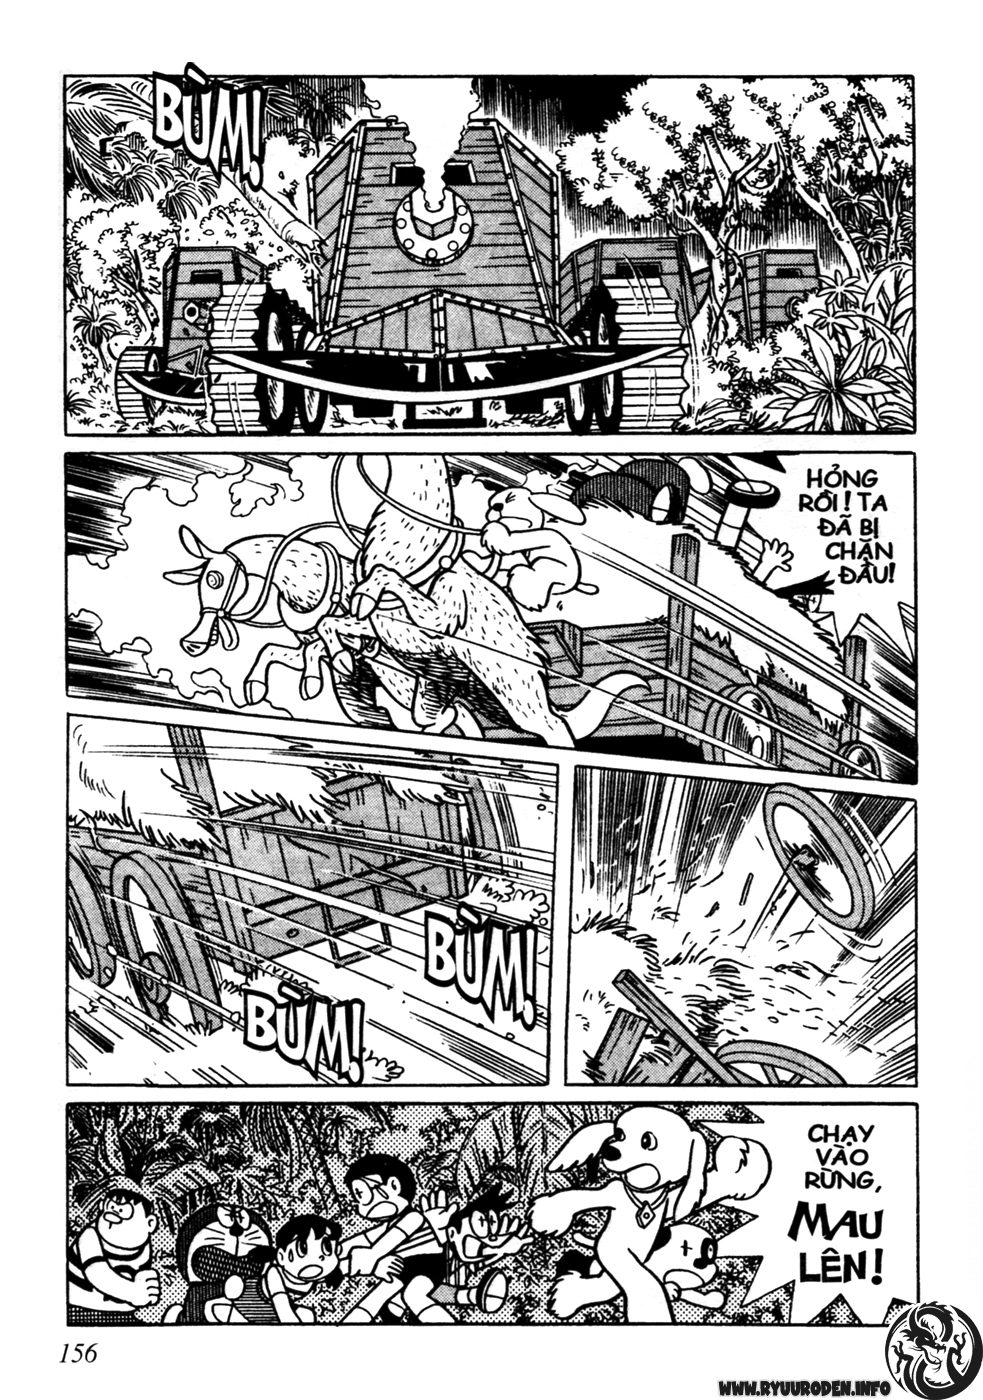 BÙM!
HỎNG
RỒI! TA
ĐÃ BỊ
CHẶN
ĐẦU!
BÙM!
BÙM!
CHẠY
VÀO
RỪNG,
MAU
LÊN!
156
WWW.RYUURODEN.INFO